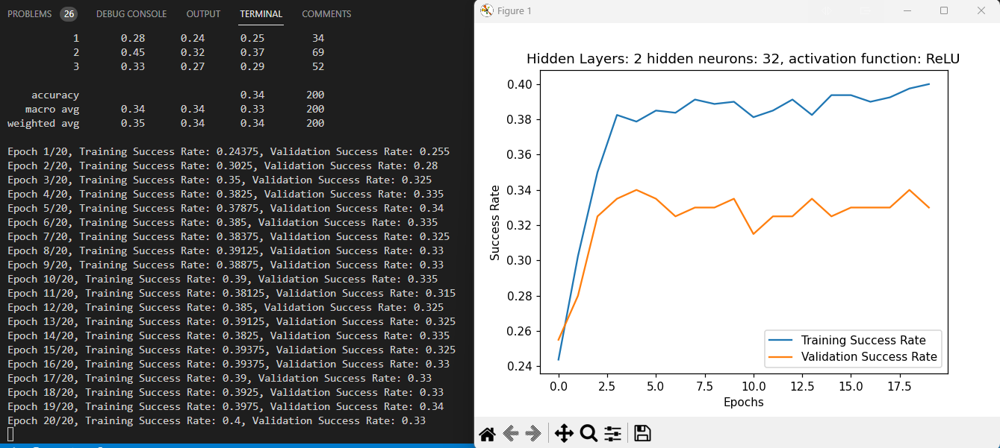 PROBLEMS 26 DEBUG CONSOLE OUTPUT TERMINAL COMMENTS
1 0.28 0.24 0.25 34
2 0.45 0.32 0.37 69
3 0.33 0.27 0.29 52
accuracy 0.34 200
macro avg 0.34 0.34 0.33 200
weighted avg 0.35 0.34 0.34 200
Epoch 1/20, Training Success Rate: 0.24375, Validation Success Rate: 0.255
Epoch 2/20, Training Success Rate: 0.3025, Validation Success Rate: 0.28
Epoch 3/20, Training Success Rate: 0.35, Validation Success Rate: 0.325
Epoch 4/20, Training Success Rate: 0.3825, Validation Success Rate: 0.335
Epoch 5/20, Training Success Rate: 0.37875, Validation Success Rate: 0.34
Epoch 6/20, Training Success Rate: 0.385, Validation Success Rate: 0.335
Epoch 7/20, Training Success Rate: 0.38375, Validation Success Rate: 0.325
Epoch 8/20, Training Success Rate: 0.39125, Validation Success Rate: 0.33
Epoch 9/20, Training Success Rate: 0.38875, Validation Success Rate: 0.33
Epoch 10/20, Training Success Rate: 0.39, Validation Success Rate: 0.335
Epoch 11/20, Training Success Rate: 0.38125, Validation Success Rate: 0.315
Epoch 12/20, Training Success Rate: 0.385, Validation Success Rate: 0.325
Epoch 13/20, Training Success Rate: 0.39125, Validation Success Rate: 0.325
Epoch 14/20, Training Success Rate: 0.3825, Validation Success Rate: 0.335
Epoch 15/20, Training Success Rate: 0.39375, Validation Success Rate: 0.325
Epoch 16/20, Training Success Rate: 0.39375, Validation Success Rate: 0.33
Epoch 17/20, Training Success Rate: 0.39, Validation Success Rate: 0.33
Epoch 18/20, Training Success Rate: 0.3925, Validation Success Rate: 0.33
Epoch 19/20, Training Success Rate: 0.3975, Validation Success Rate: 0.34
Epoch 20/20, Training Success Rate: 0.4, Validation Success Rate: 0.33
Figure 1
Hidden Layers: 2 hidden neurons: 32, activation function: ReLU
Success Rate
0.40
0.38
0.36
0.34
0.32
0.30
0.28
0.26
0.24
Training Success Rate
Validation Success Rate
0.0 2.5 5.0 7.5 10.0 12.5 15.0 17.5
Epochs